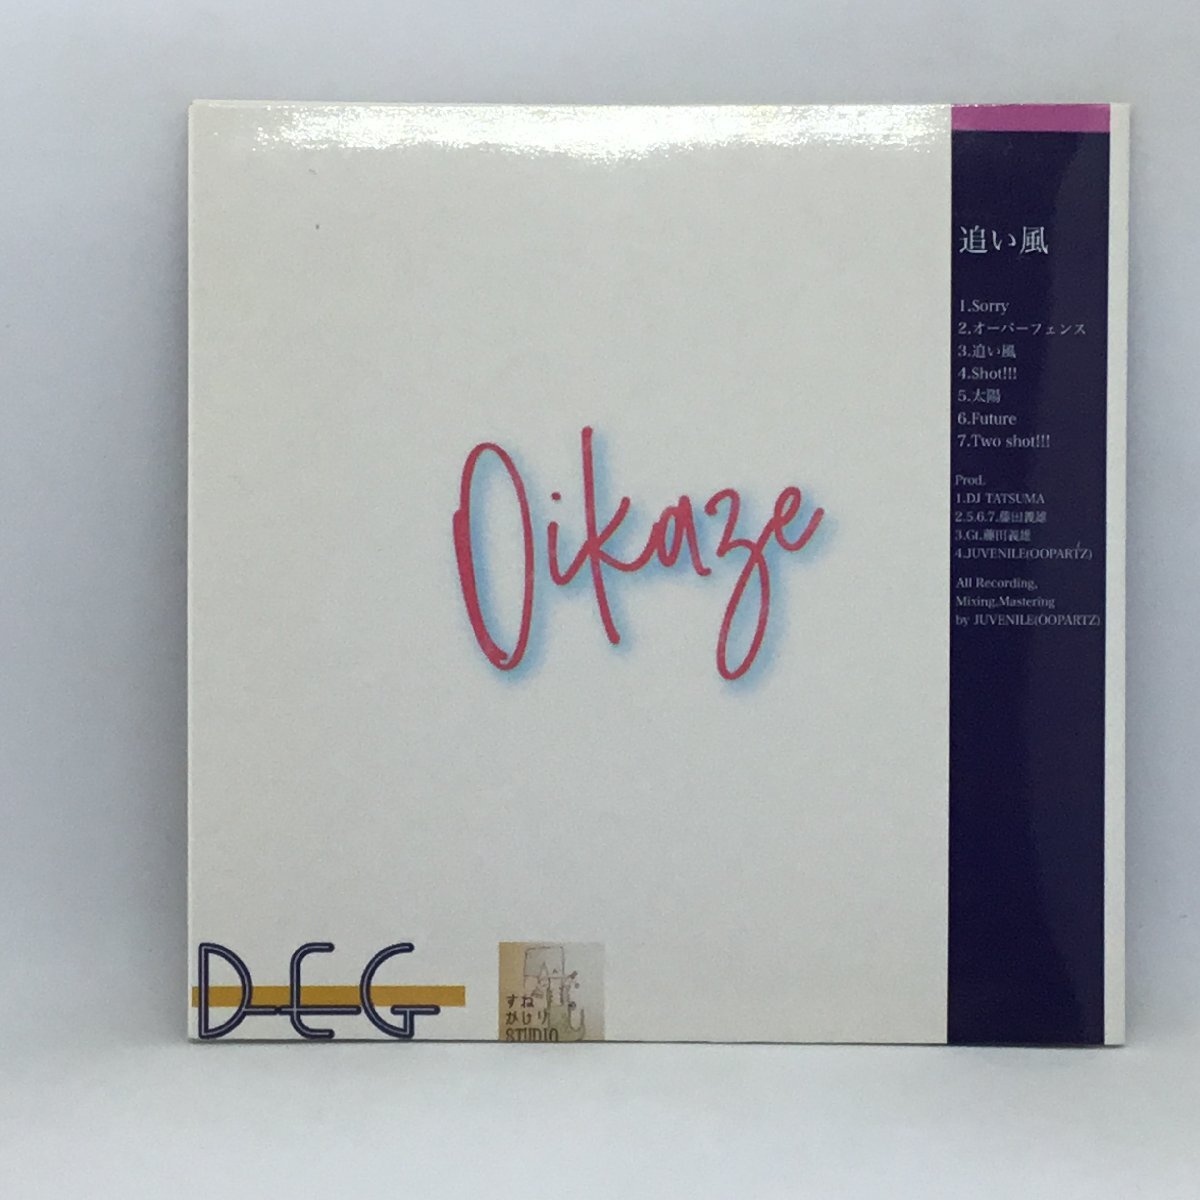 Oikaze
追い風
1.Sorry
2.オーバーフェンス
3.追い風
4.Shot!!!
5.太陽
6.Future
7.Two shot!!!
Prod.
1.DJ TATSUMA
2.5.6.7.藤田義雄
3.Gt.藤田義雄
4.JUVENILE(OOPARTZ)
All Recording,
Mixing,Mastering
by JUVENILE(OOPARTZ)
DEG
すね
かじり
STUDIO